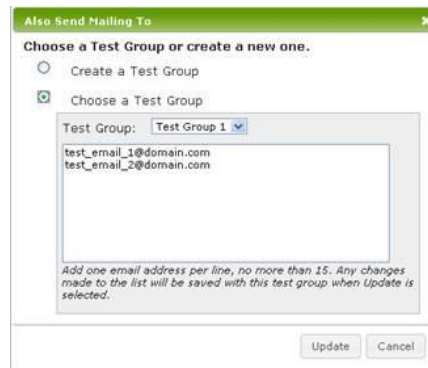 Also Send Mailing To
Choose a Test Group or create a new one.
Create a Test Group
Choose a Test Group
Test Group: Test Group 1
test_email_1@domain.com
test_email_2@domain.com
Add one email address per line, no more than 15. Any changes
made to the list will be saved with this test group when Update is
selected.
Update Cancel